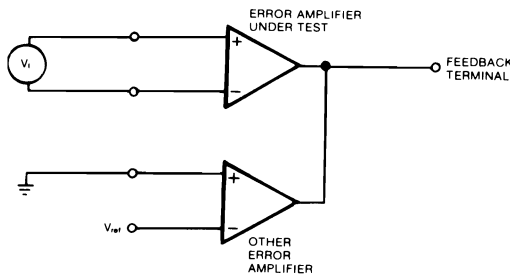 ERROR AMPLIFIER
UNDER TEST
+
VI
FEEDBACK
TERMINAL
−
+
Vref
−
OTHER
ERROR
AMPLIFIER